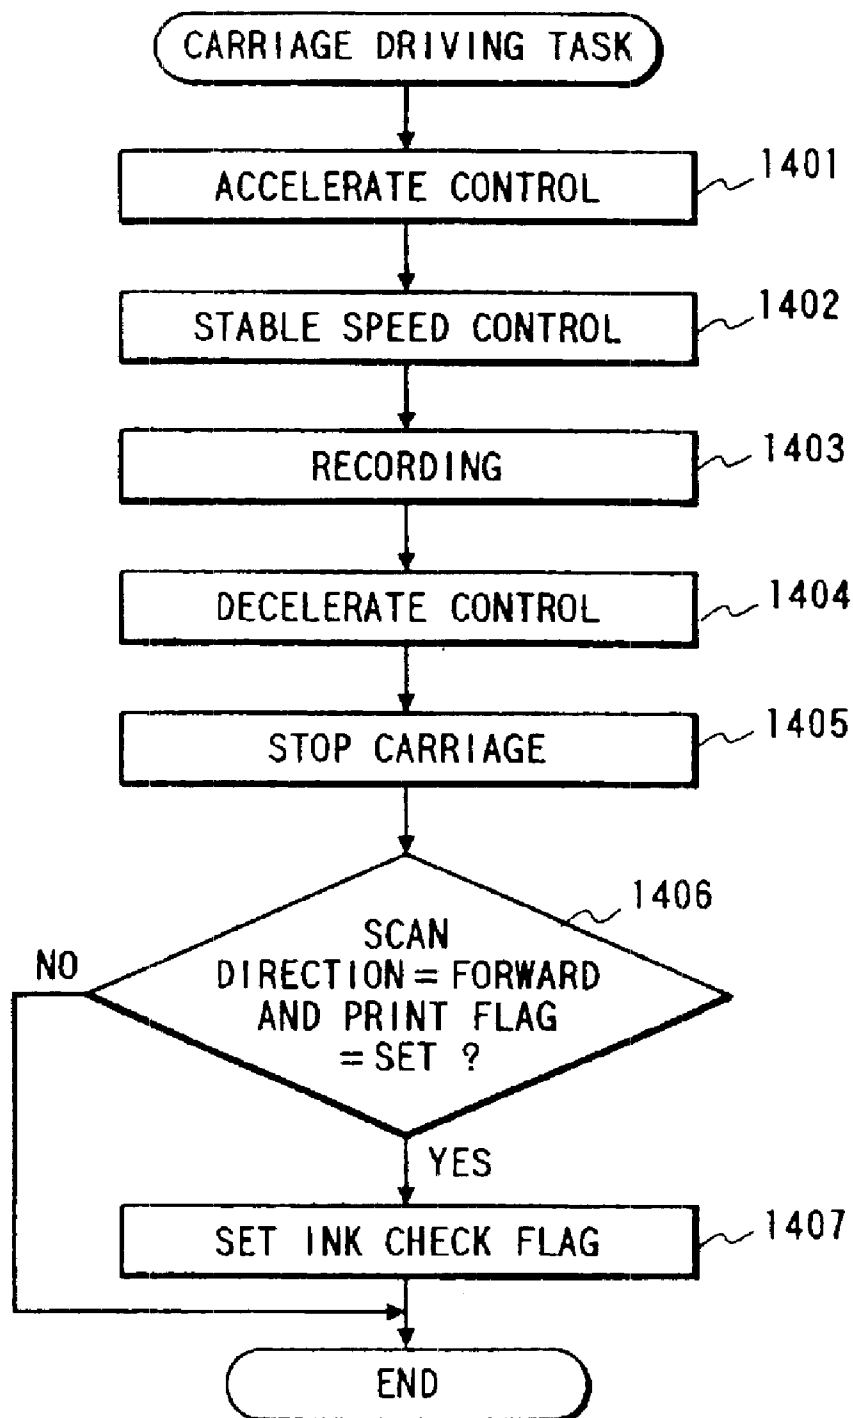 CARRIAGE DRIVING TASK
ACCELERATE CONTROL
1401
STABLE SPEED CONTROL
1402
RECORDING
1403
DECELERATE CONTROL
1404
STOP CARRIAGE
1405
1406
SCAN
DIRECTION = FORWARD
AND PRINT FLAG
= SET ?
NO
YES
SET INK CHECK FLAG
1407
END